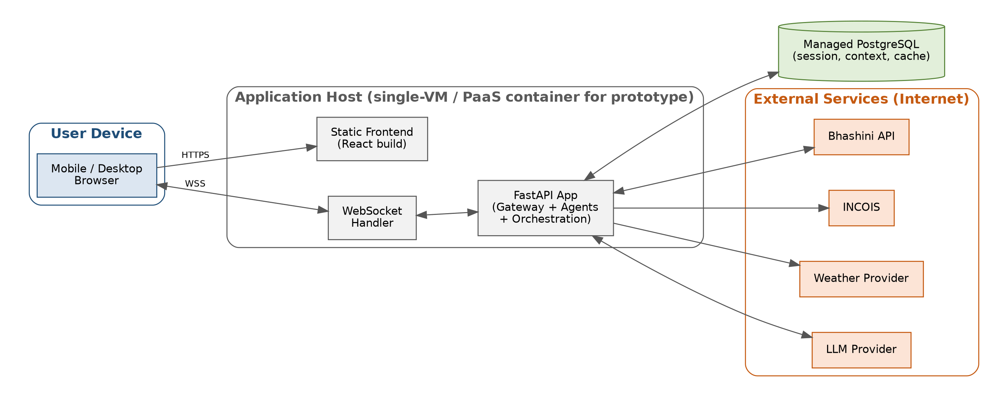 User Device
Mobile / Desktop
Browser
HTTPS
WSS
Application Host (single-VM / PaaS container for prototype)
Static Frontend
(React build)
WebSocket
Handler
FastAPI App
(Gateway + Agents
+ Orchestration)
Managed PostgreSQL
(session, context, cache)
External Services (Internet)
Bhashini API
INCOIS
Weather Provider
LLM Provider